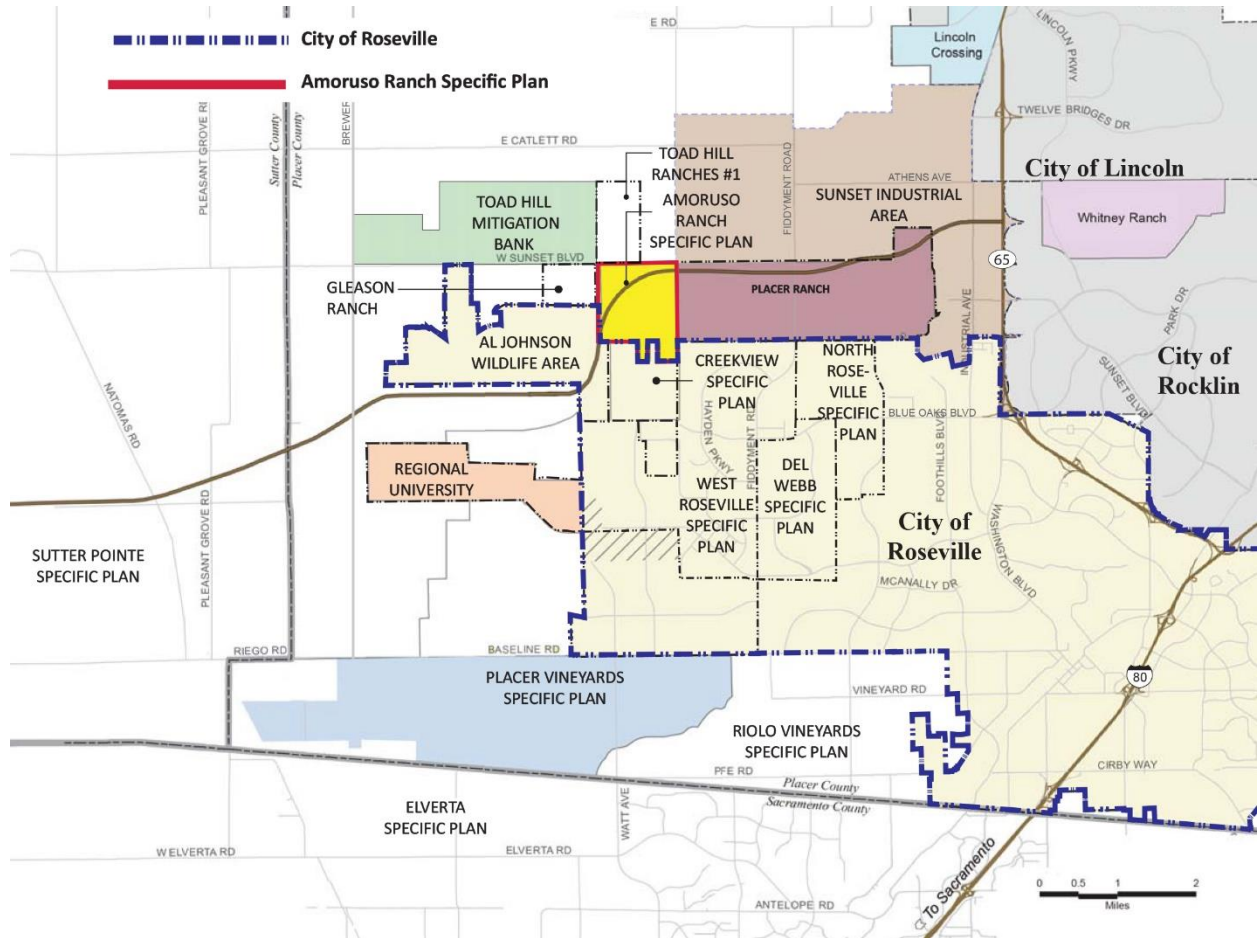 City of Roseville
Amoruso Ranch Specific Plan
E RD
Lincoln
Crossing
LINCOLN PKWY
TWELVE BRIDGES DR
PLEASANT GROVE RD
Sutter County
Placer County
BREWER
E CATLETT RD
TOAD HILL
RANCHES #1
AMORUSO
RANCH
SPECIFIC PLAN
FIDDYMENT ROAD
ATHENS AVE
SUNSET INDUSTRIAL
AREA
City of Lincoln
Whitney Ranch
TOAD HILL
MITIGATION
BANK
W SUNSET BLVD
65
GLEASON
RANCH
PLACER RANCH
INDUSTRIAL AVE
PARK DR
SUNSET BLVD
City of
Rocklin
AL JOHNSON
WILDLIFE AREA
CREEKVIEW
SPECIFIC
PLAN
NORTH
ROSE-
VILLE
SPECIFIC
PLAN
HAYDEN PKWY
FIDDYMENT RD
BLUE OAKS BLVD
FOOTHILLS BLVD
NATOMAS RD
REGIONAL
UNIVERSITY
WEST
ROSEVILLE
SPECIFIC
PLAN
DEL
WEBB
SPECIFIC
PLAN
WASHINGTON BLVD
City of
Roseville
SUTTER POINTE
SPECIFIC PLAN
PLEASANT GROVE RD
MCANALLY DR
RIEGO RD
BASELINE RD
PLACER VINEYARDS
SPECIFIC PLAN
80
VINEYARD RD
RIOLO VINEYARDS
SPECIFIC PLAN
PFE RD
Placer County
Sacramento County
CIRBY WAY
ELVERTA
SPECIFIC PLAN
WATT AVE
W ELVERTA RD
ELVERTA RD
To Sacramento
ANTELOPE RD
0 0.5 1 2
Miles